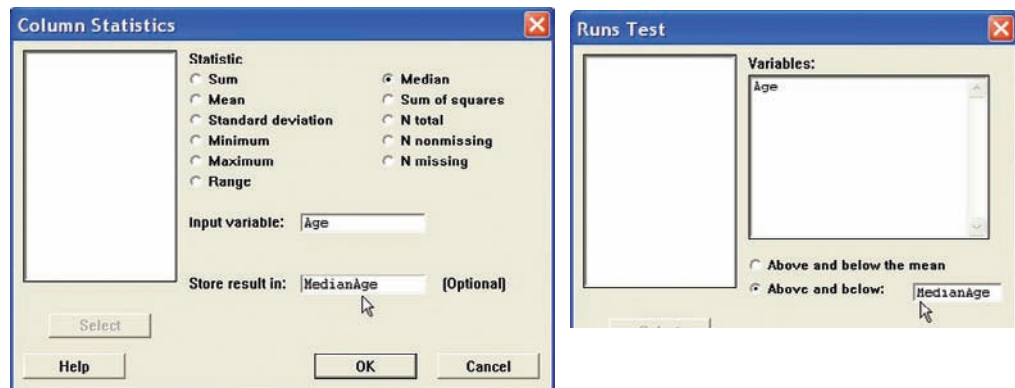 Column Statistics
Statistic
Sum
Mean
Standard deviation
Minimum
Maximum
Range
Median
Sum of squares
N total
N nonmissing
N missing
Input variable: Age
Store result in: MedianAge (Optional)
Select
Help
OK
Cancel
Runs Test
Variables:
Age
Above and below the mean
Above and below: MedianAge